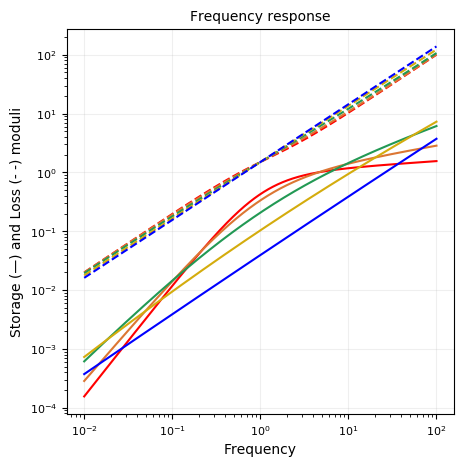 Frequency response
Storage (—) and Loss (- -) moduli
10²
10¹
10⁰
10⁻¹
10⁻²
10⁻³
10⁻⁴
10⁻² 10⁻¹ 10⁰ 10¹ 10²
Frequency